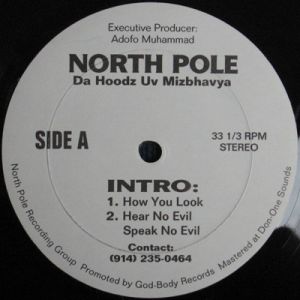 Executive Producer:
Adofo Muhammad
NORTH POLE
Da Hoodz Uv Mizbhavya
SIDE A
33 1/3 RPM
STEREO
INTRO:
1. How You Look
2. Hear No Evil
Speak No Evil
Contact:
(914) 235-0464
North Pole Recording Group Promoted by God-Body Records Mastered at Don-One Sounds